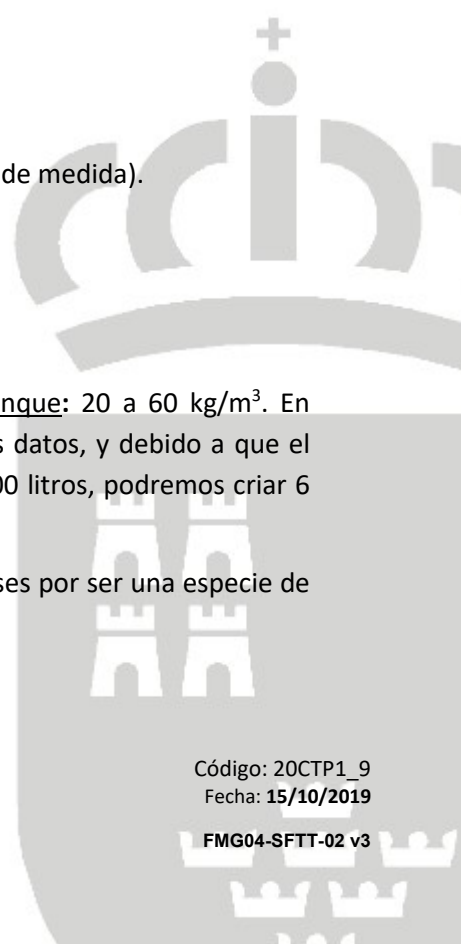 de medida).
nque: 20 a 60 kg/m³. En
s datos, y debido a que el
00 litros, podremos criar 6
ses por ser una especie de
Código: 20CTP1_9
Fecha: 15/10/2019
FMG04-SFTT-02 v3